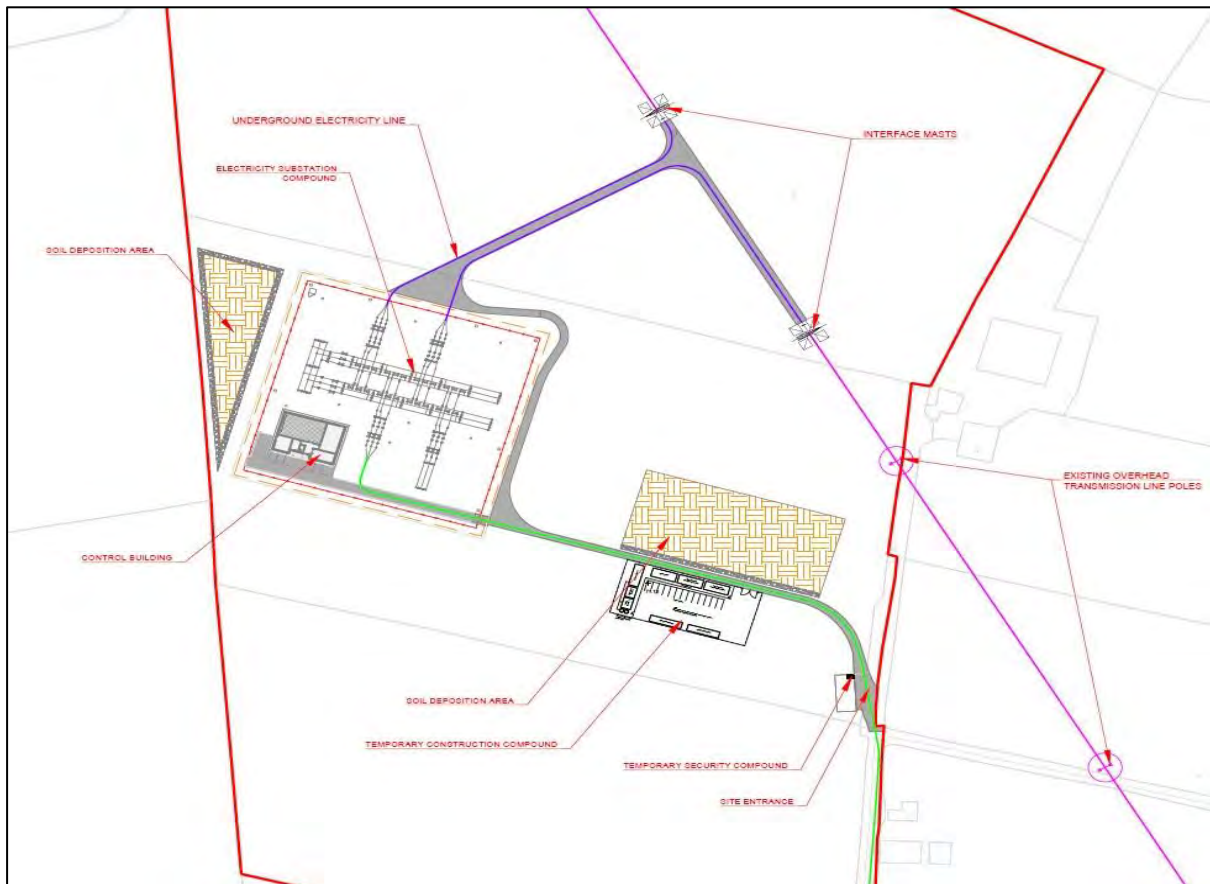 UNDERGROUND ELECTRICITY LINE
INTERFACE MASTS
ELECTRICITY SUBSTATION
COMPOUND
SOIL DEPOSITION AREA
EXISTING OVERHEAD
TRANSMISSION LINE POLES
CONTROL BUILDING
SOIL DEPOSITION AREA
TEMPORARY CONSTRUCTION COMPOUND
TEMPORARY SECURITY COMPOUND
SITE ENTRANCE